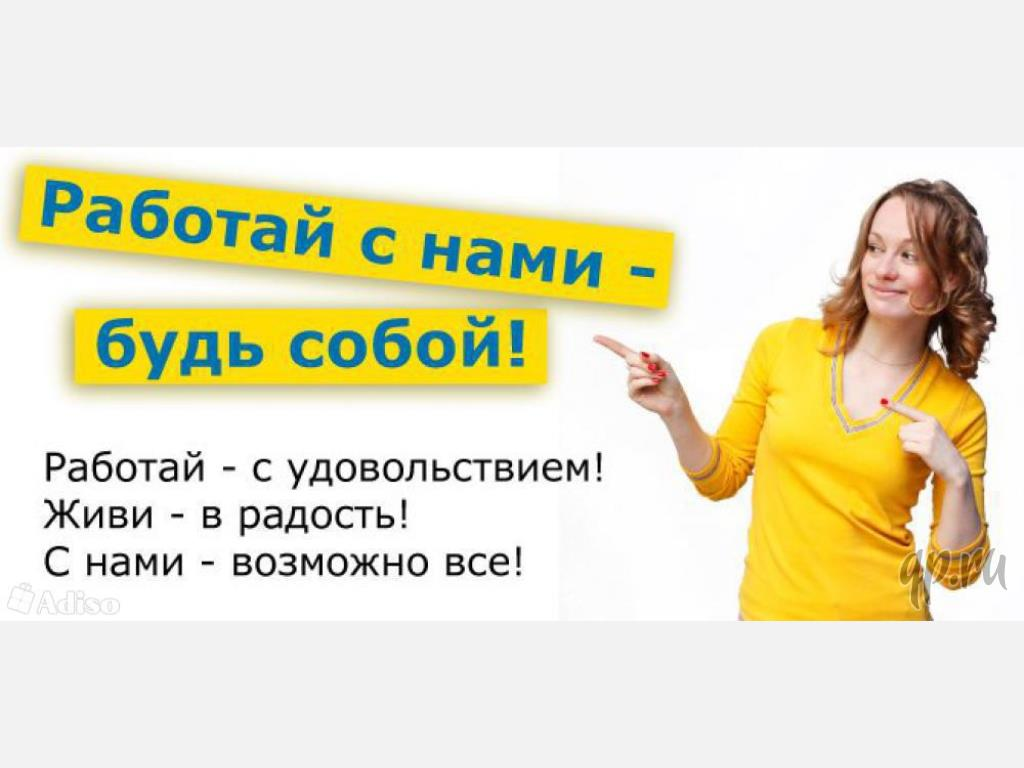 Работай с нами -
будь собой!
Работай - с удовольствием!
Живи - в радость!
С нами - возможно все!
Adiso
qp.ru